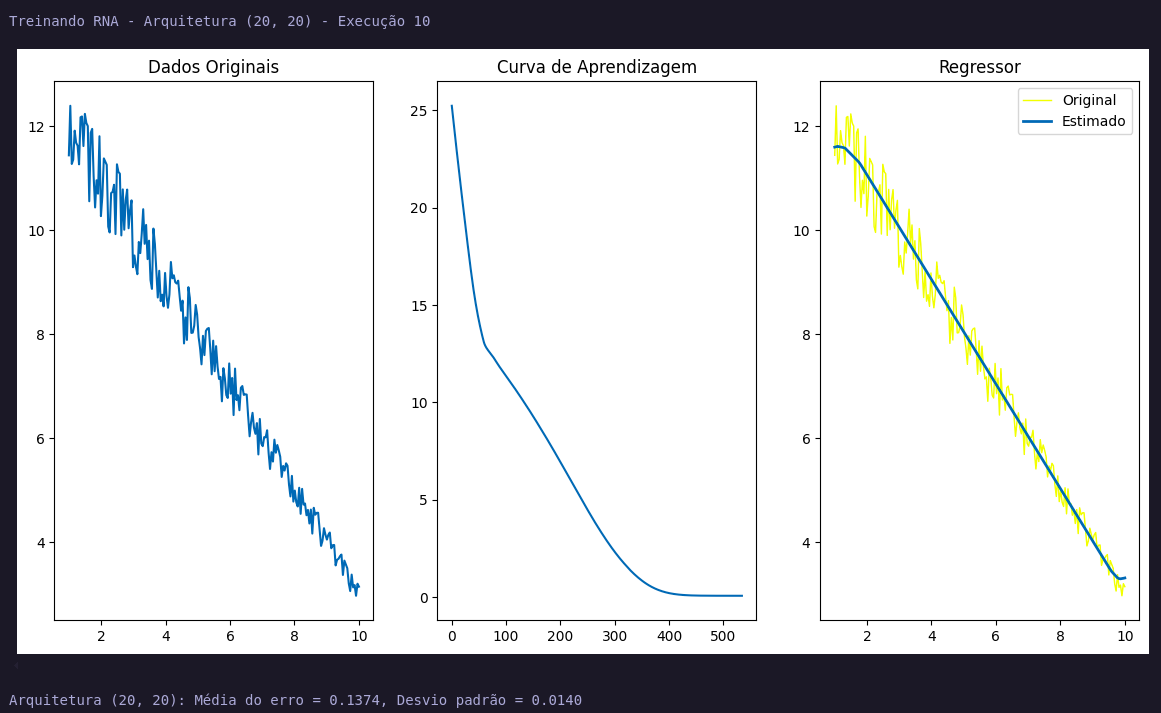 Treinando RNA - Arquitetura (20, 20) - Execução 10
Dados Originais
12
10
8
6
4
2 4 6 8 10
Curva de Aprendizagem
25
20
15
10
5
0
0 100 200 300 400 500
Regressor
Original
Estimado
12
10
8
6
4
2 4 6 8 10
Arquitetura (20, 20): Média do erro = 0.1374, Desvio padrão = 0.0140